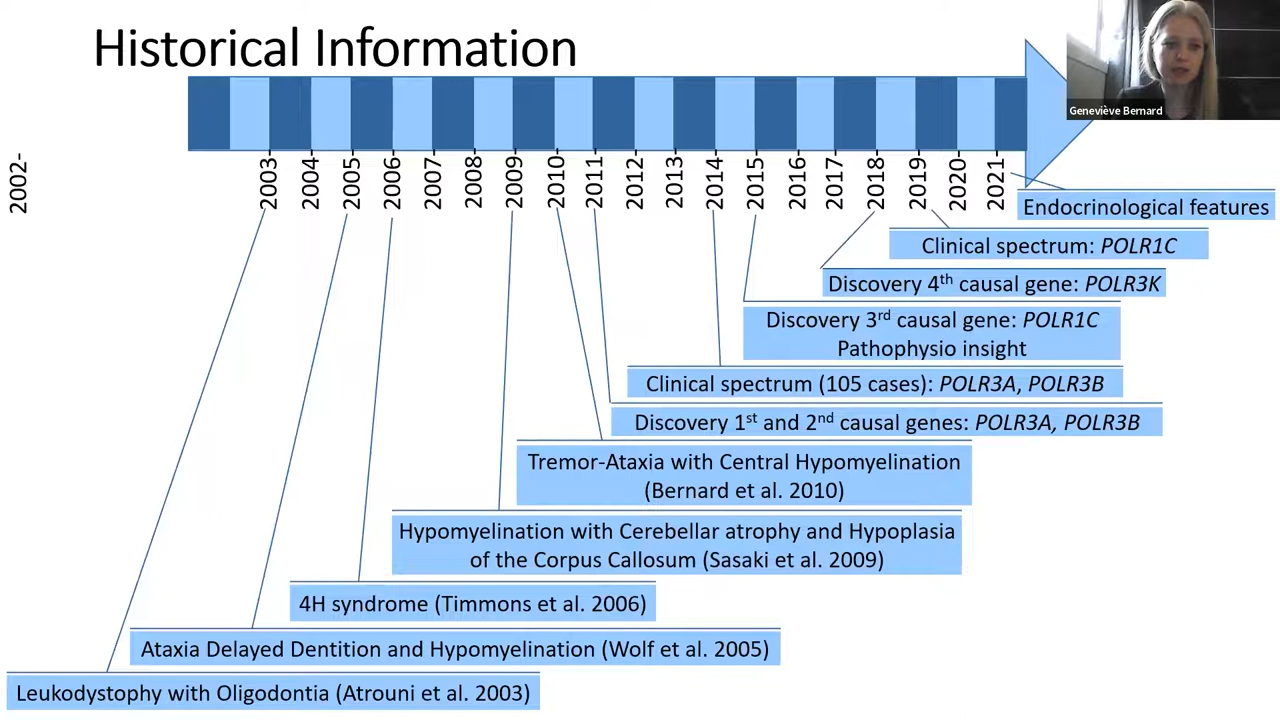 Historical Information
Geneviève Bernard
2002-
2003-
2004-
2005-
2006-
2007-
2008-
2009-
2010-
2011-
2012-
2013-
2014-
2015-
2016-
2017-
2018-
2019-
2020-
2021-
Endocrinological features
Clinical spectrum: POLR1C
Discovery 4th causal gene: POLR3K
Discovery 3rd causal gene: POLR1C
Pathophysio insight
Clinical spectrum (105 cases): POLR3A, POLR3B
Discovery 1st and 2nd causal genes: POLR3A, POLR3B
Tremor-Ataxia with Central Hypomyelination
(Bernard et al. 2010)
Hypomyelination with Cerebellar atrophy and Hypoplasia
of the Corpus Callosum (Sasaki et al. 2009)
4H syndrome (Timmons et al. 2006)
Ataxia Delayed Dentition and Hypomyelination (Wolf et al. 2005)
Leukodystophy with Oligodontia (Atrouni et al. 2003)